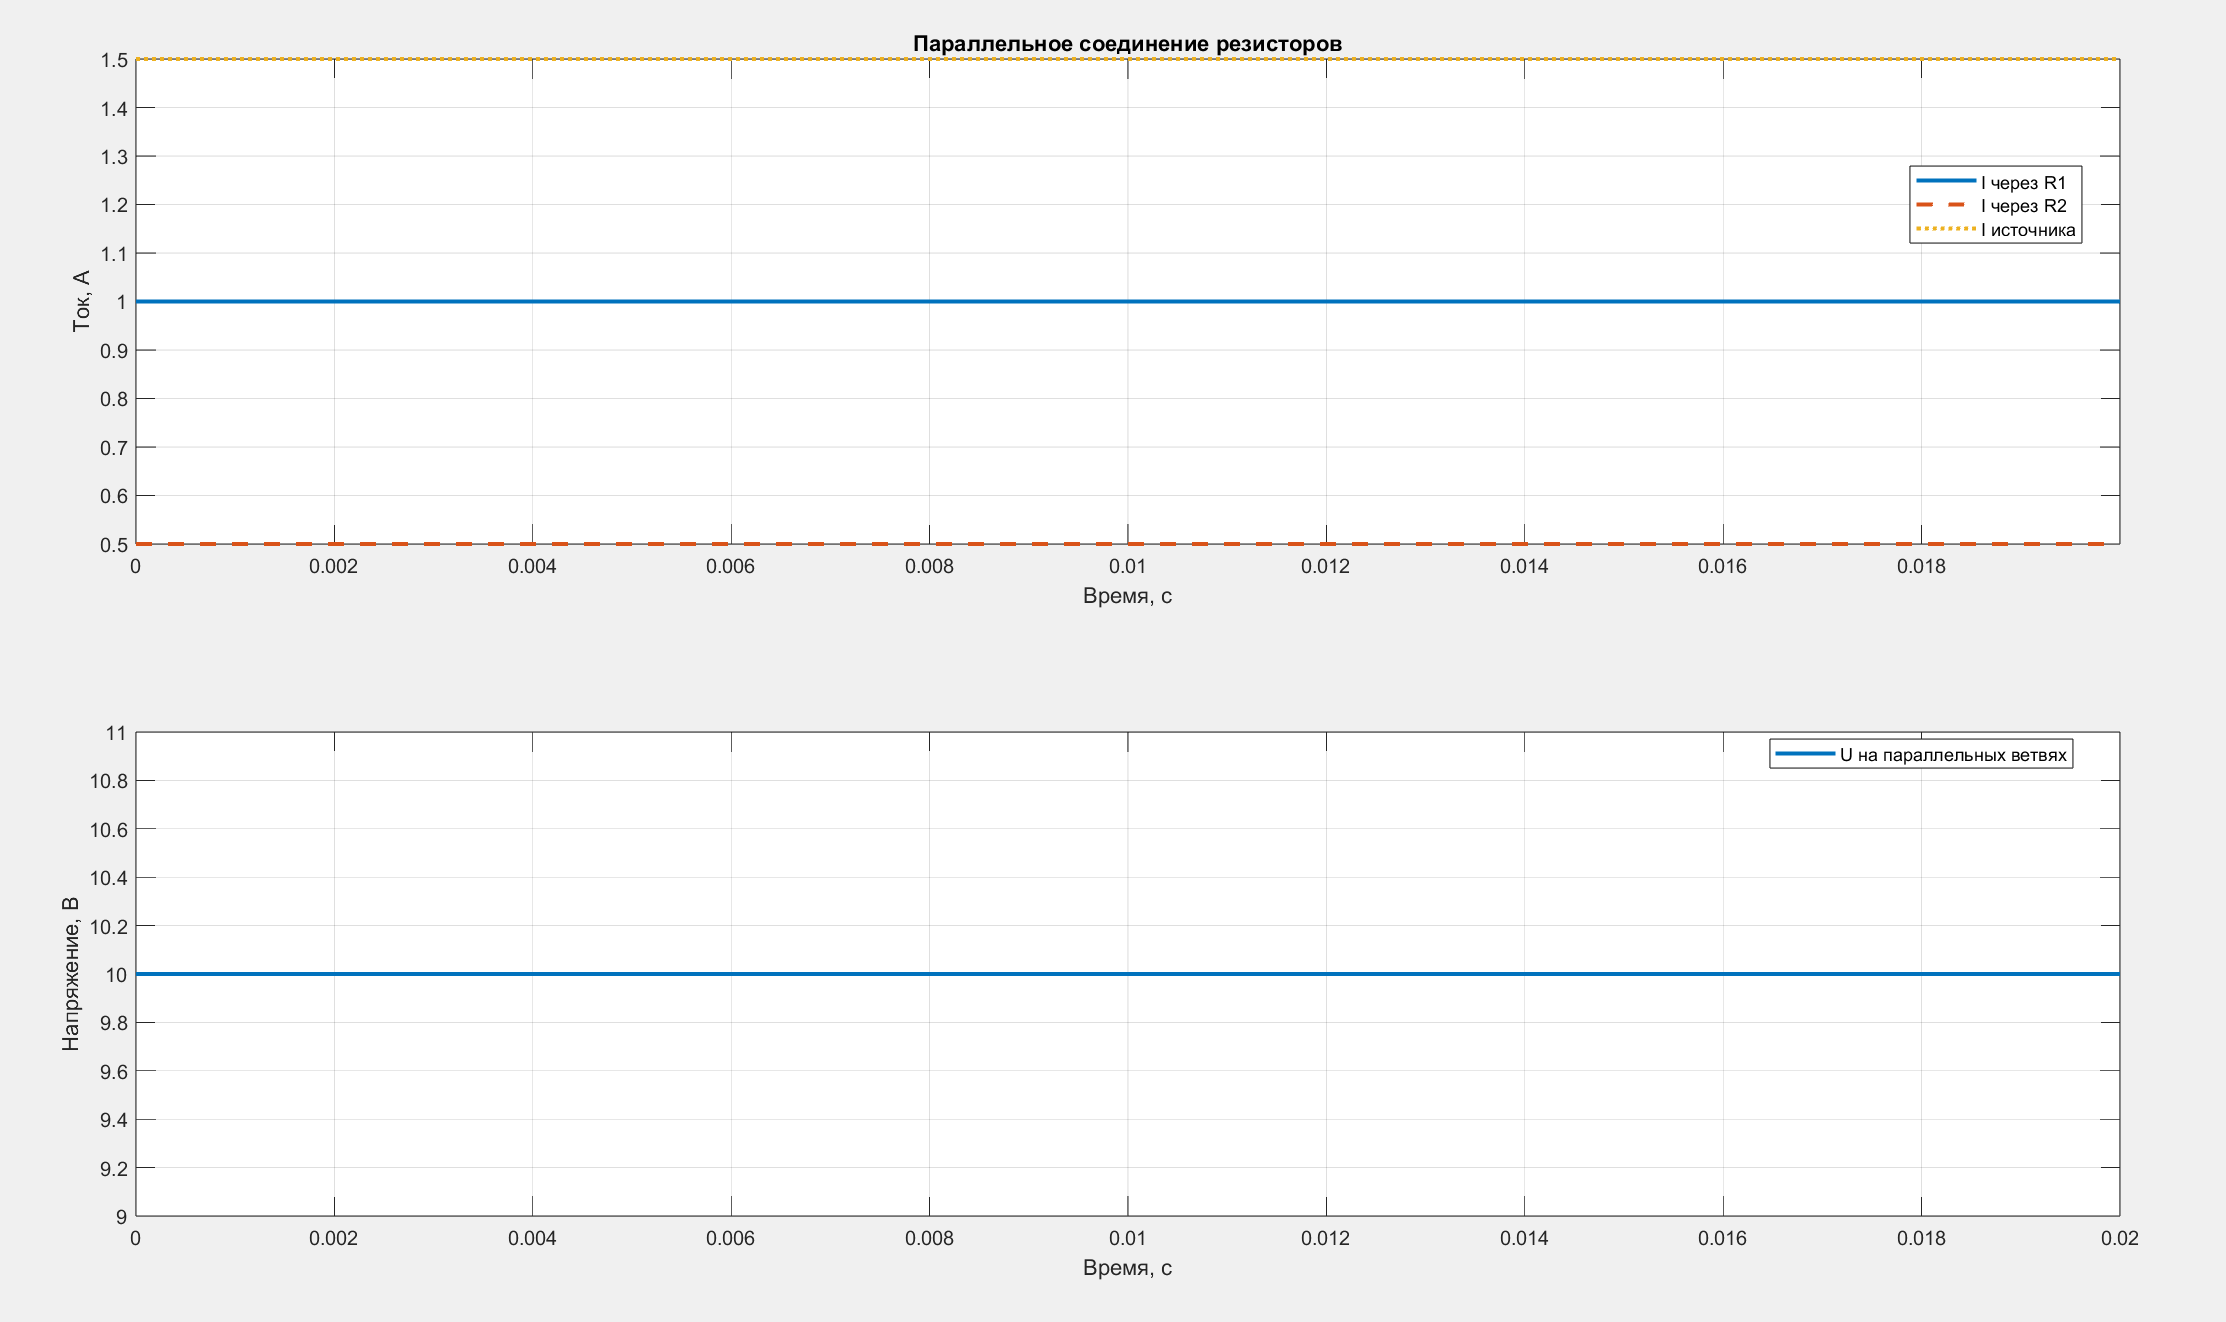 Параллельное соединение резисторов
1.5
1.4
1.3
1.2
1.1
1
0.9
0.8
0.7
0.6
0.5
Ток, А
I через R1
I через R2
I источника
0 0.002 0.004 0.006 0.008 0.01 0.012 0.014 0.016 0.018
Время, с
11
10.8
10.6
10.4
10.2
10
9.8
9.6
9.4
9.2
9
Напряжение, В
U на параллельных ветвях
0 0.002 0.004 0.006 0.008 0.01 0.012 0.014 0.016 0.018 0.02
Время, с